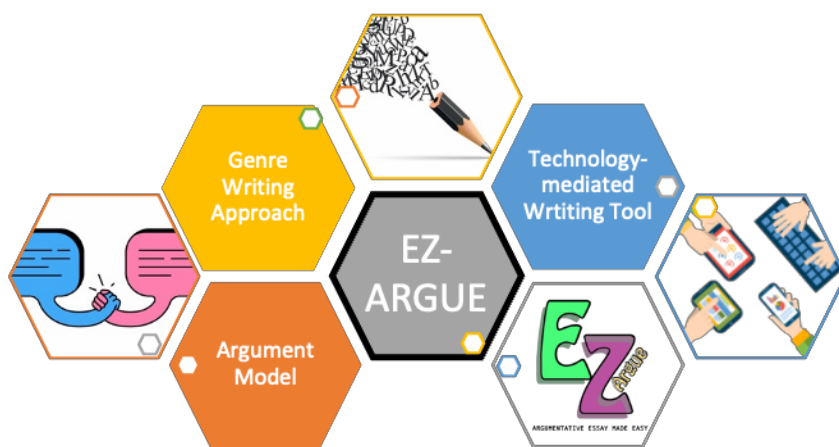 Genre
Writing
Approach
Technology-
mediated
Wrtiting Tool
EZ-
ARGUE
Argument
Model
EZ
Argue
ARGUMENTATIVE ESSAY MADE EASY